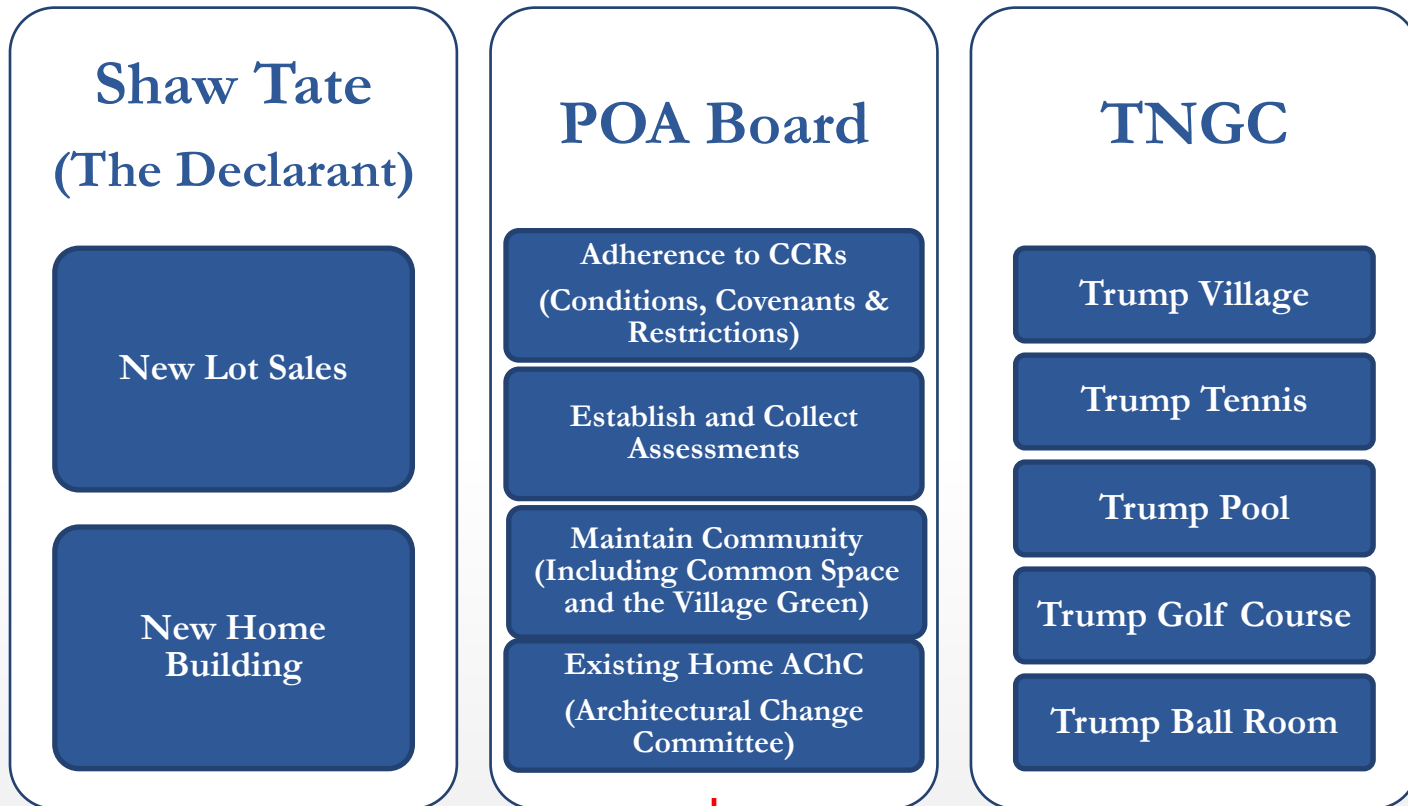 Shaw Tate
(The Declarant)
New Lot Sales
New Home
Building
POA Board
Adherence to CCRs
(Conditions, Covenants &
Restrictions)
Establish and Collect
Assessments
Maintain Community
(Including Common Space
and the Village Green)
Existing Home AChC
(Architectural Change
Committee)
TNGC
Trump Village
Trump Tennis
Trump Pool
Trump Golf Course
Trump Ball Room